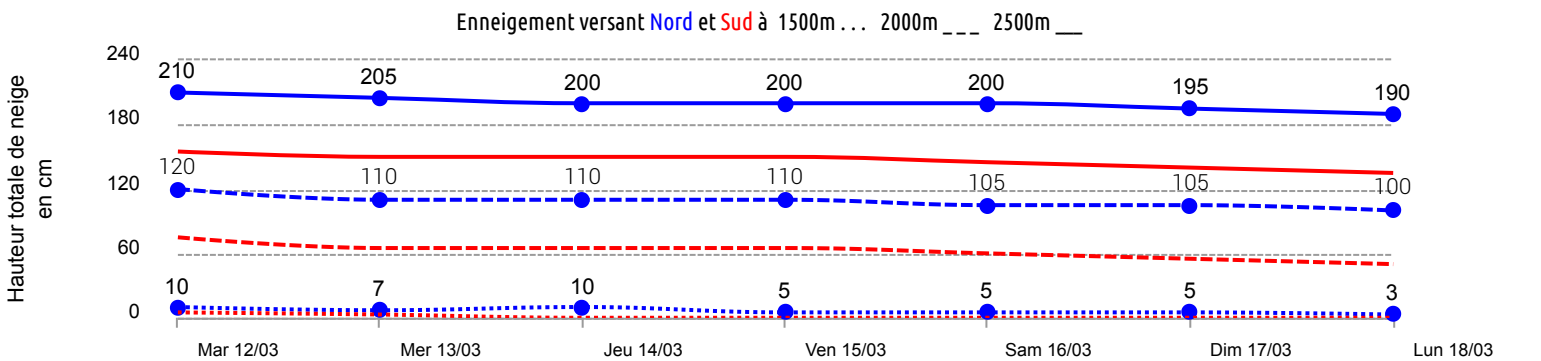 Enneigement versant Nord et Sud à 1500m . . . 2000m _ _ _ 2500m __
Hauteur totale de neige
en cm
240
210 205 200 200 200 195 190
180
120 110 110 110 105 105 100
120
60
10 7 10 5 5 5 3
0
Mar 12/03 Mer 13/03 Jeu 14/03 Ven 15/03 Sam 16/03 Dim 17/03 Lun 18/03